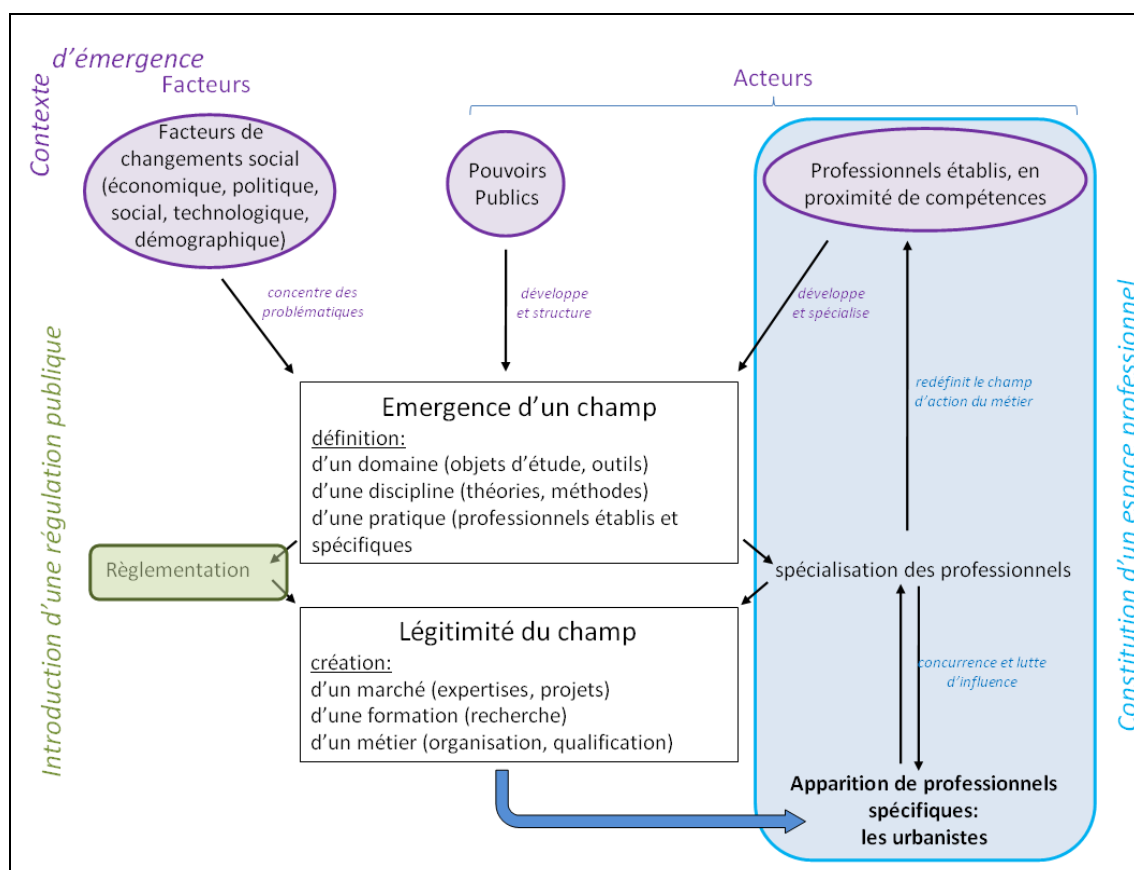 Contexte
d'émergence
Facteurs
Acteurs
Facteurs de
changements social
(économique, politique,
social, technologique,
démographique)
Pouvoirs
Publics
Professionnels établis, en
proximité de compétences
concentre des
problématiques
développe
et structure
développe
et spécialise
Introduction d'une régulation publique
Emergence d'un champ
définition:
d'un domaine (objets d'étude, outils)
d'une discipline (théories, méthodes)
d'une pratique (professionnels établis et
spécifiques
redéfinit le champ
d'action du métier
Constitution d'un espace professionnel
Règlementation
spécialisation des professionnels
Légitimité du champ
création:
d'un marché (expertises, projets)
d'une formation (recherche)
d'un métier (organisation, qualification)
concurrence et lutte
d'influence
Apparition de professionnels
spécifiques:
les urbanistes